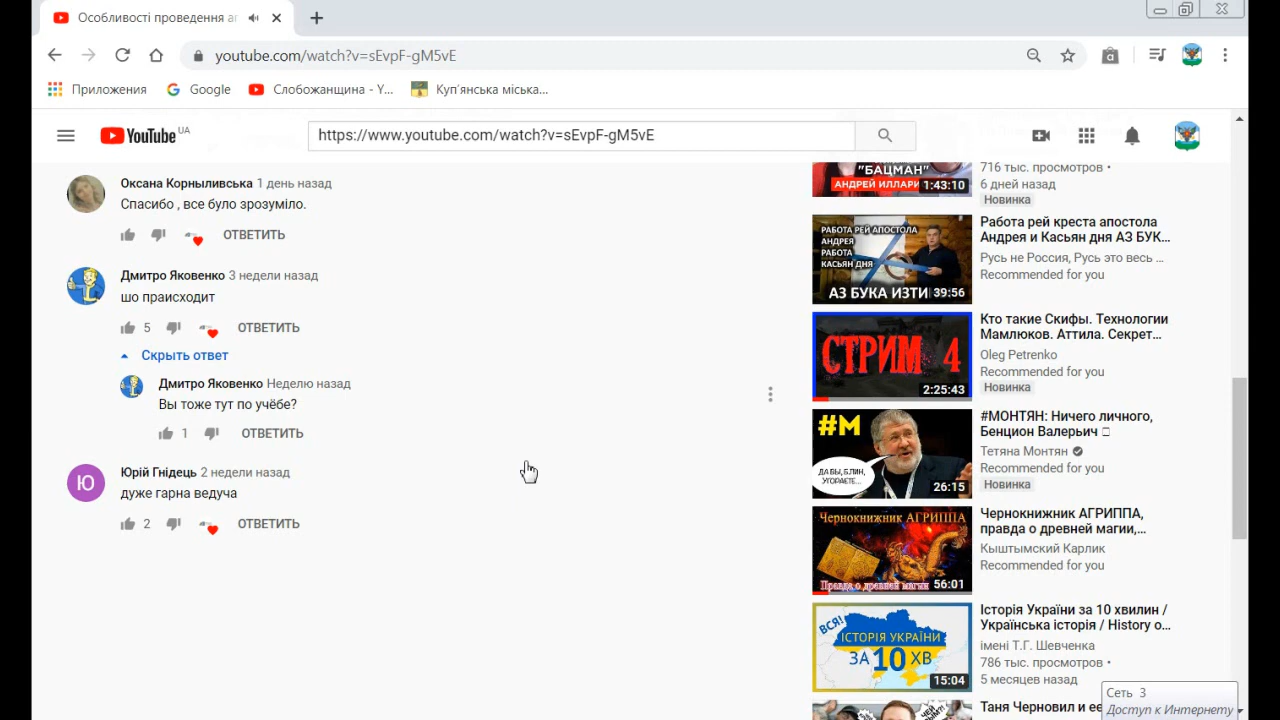 Особливості проведення аг
youtube.com/watch?v=sEvpF-gM5vE
Приложения
Google
Слобожанщина - Y...
Куп'янська міська...
YouTube UA
https://www.youtube.com/watch?v=sEvpF-gM5vE
Оксана Корныливська 1 день назад
Спасибо , все було зрозуміло.
ОТВЕТИТЬ
Дмитро Яковенко 3 недели назад
шо праисходит
5
ОТВЕТИТЬ
Скрыть ответ
Дмитро Яковенко Неделю назад
Вы тоже тут по учёбе?
1
ОТВЕТИТЬ
Ю
Юрій Гнідець 2 недели назад
дуже гарна ведуча
2
ОТВЕТИТЬ
"БАЦМАН"
АНДРЕЙ ИЛЛАРИ
1:43:10
716 тыс. просмотров •
6 дней назад
Новинка
РАБОТА РЕЙ АПОСТОЛА
АНДРЕЯ
РАБОТА
КАСЬЯН ДНЯ
АЗ БУКА ИЗТИ
39:56
Работа рей креста апостола
Андрея и Касьян дня АЗ БУК...
Русь не Россия, Русь это весь ...
Recommended for you
СТРИМ 4
2:25:43
Кто такие Скифы. Технологии
Мамлюков. Аттила. Секрет...
Oleg Petrenko
Recommended for you
Новинка
#М
ДА ВЫ, БЛИН,
УГОРАЕТЕ...
26:15
#МОНТЯН: Ничего личного,
Бенцион Валерьич
Тетяна Монтян
Recommended for you
Новинка
Чернокнижник АГРИППА
Правда о древней магии
56:01
Чернокнижник АГРИППА,
правда о древней магии,...
Кыштымский Карлик
Recommended for you
ВСЯ!
ІСТОРІЯ УКРАЇНИ
ЗА 10 ХВ
15:04
Історія України за 10 хвилин /
Українська історія / History o...
імені Т.Г. Шевченка
786 тыс. просмотров •
5 месяцев назад
Таня Черновил и ее
Сеть 3
Доступ к Интернету